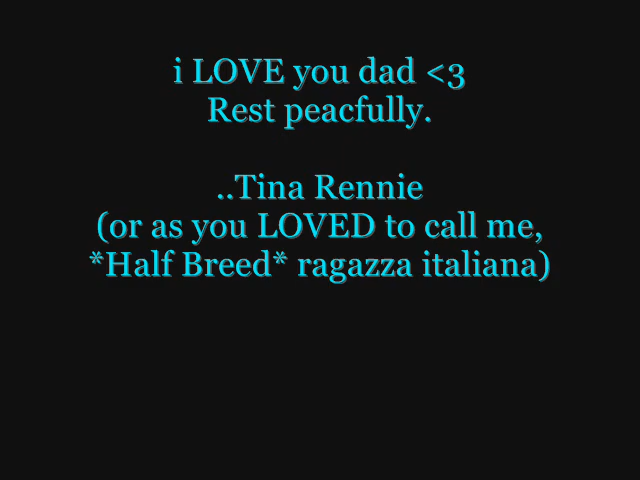 i LOVE you dad <3
Rest peacfully.
..Tina Rennie
(or as you LOVED to call me,
*Half Breed* ragazza italiana)